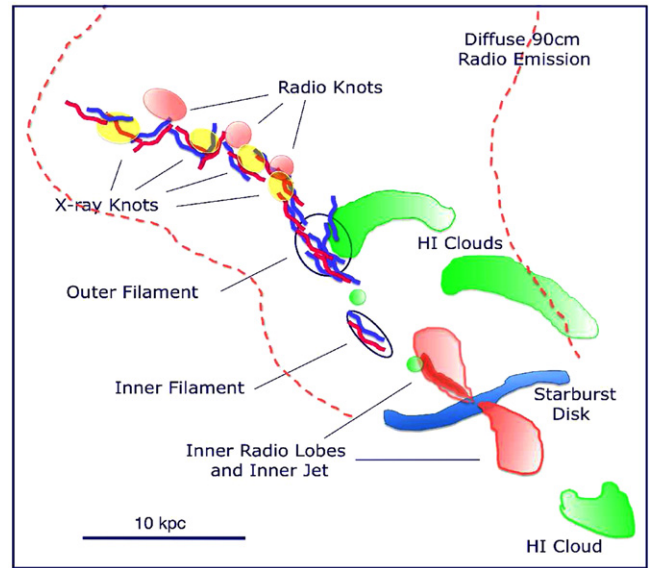 Diffuse 90cm
Radio Emission
Radio Knots
X-ray Knots
HI Clouds
Outer Filament
Inner Filament
Starburst
Disk
Inner Radio Lobes
and Inner Jet
10 kpc
HI Cloud